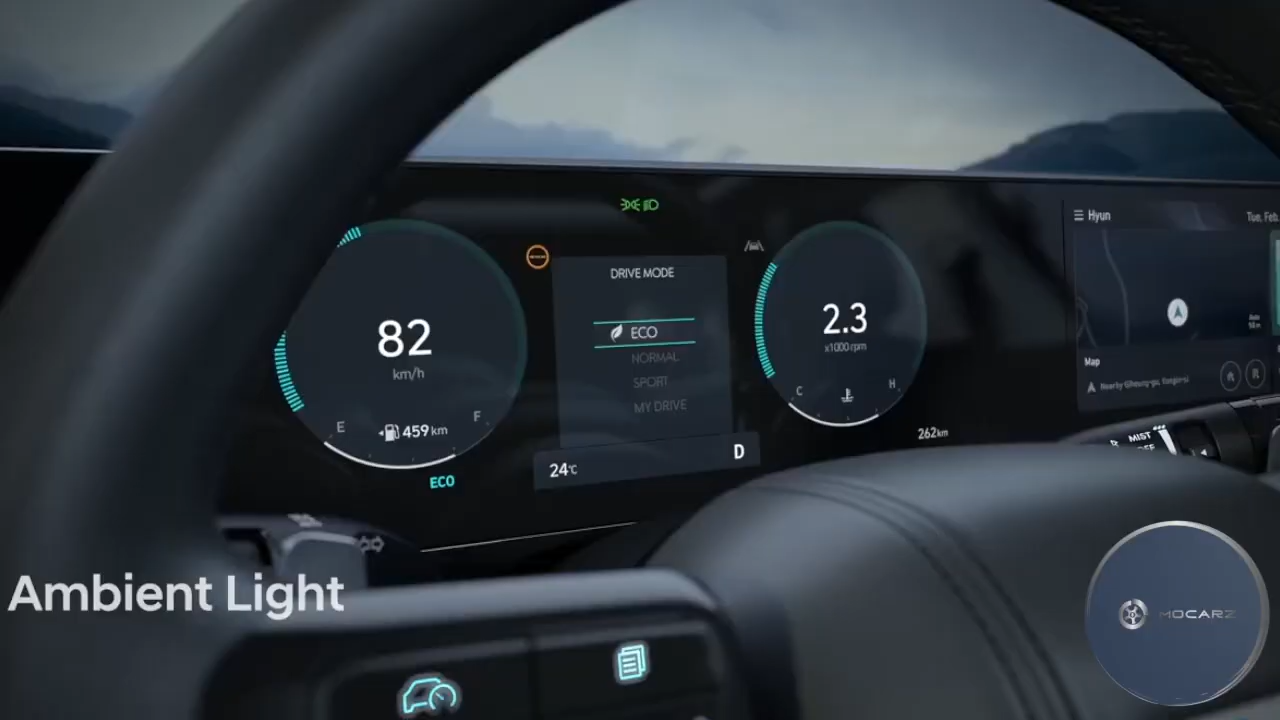 Hyun
Tue, Feb.
DRIVE MODE
ECO
NORMAL
SPORT
MY DRIVE
82
km/h
E
F
459 km
ECO
24°C
D
2.3
x1000 rpm
C
H
262km
Map
MIST
OFF
Ambient Light
MOCARZ